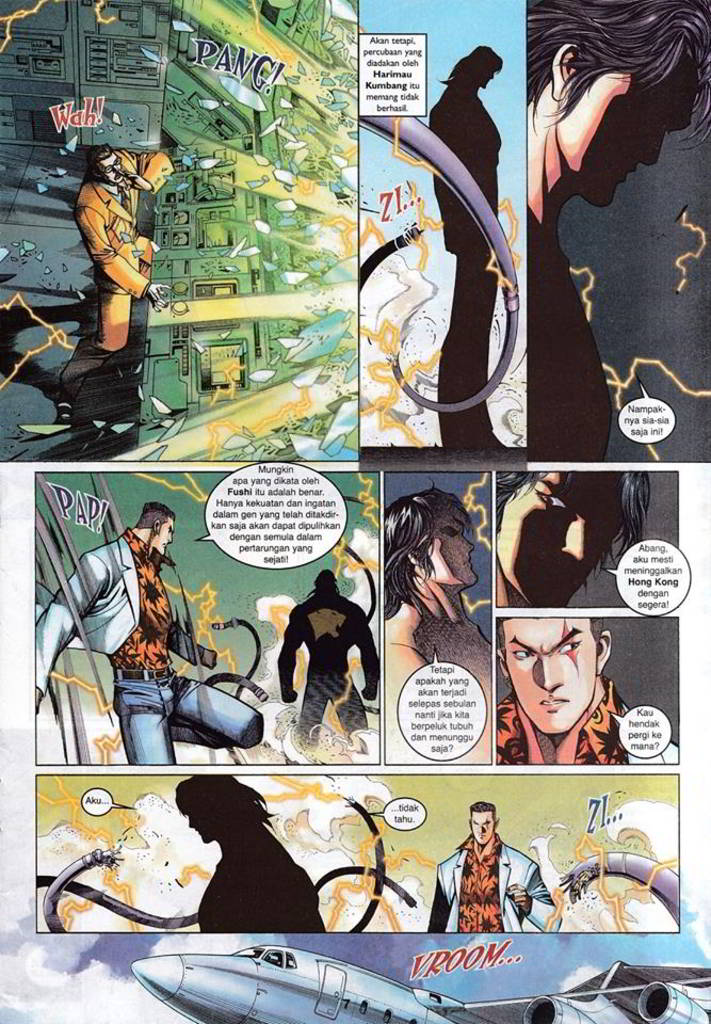 PANG!
Wah!
Akan tetapi,
percubaan yang
diadakan oleh
Harimau
Kumbang itu
memang tidak
berhasil.
ZI...
Nampak-
nya sia-sia
saja ini!
PAP!
Mungkin
apa yang dikata oleh
Fushi itu adalah benar.
Hanya kekuatan dan ingatan
dalam gen yang telah ditakdir-
kan saja akan dapat dipulihkan
dengan semula dalam
pertarungan yang
sejati!
Tetapi
apakah yang
akan terjadi
selepas sebulan
nanti jika kita
berpeluk tubuh
dan menunggu
saja?
Abang,
aku mesti
meninggalkan
Hong Kong
dengan
segera!
Kau
hendak
pergi ke
mana?
Aku...
...tidak
tahu.
ZI...
VROOM...